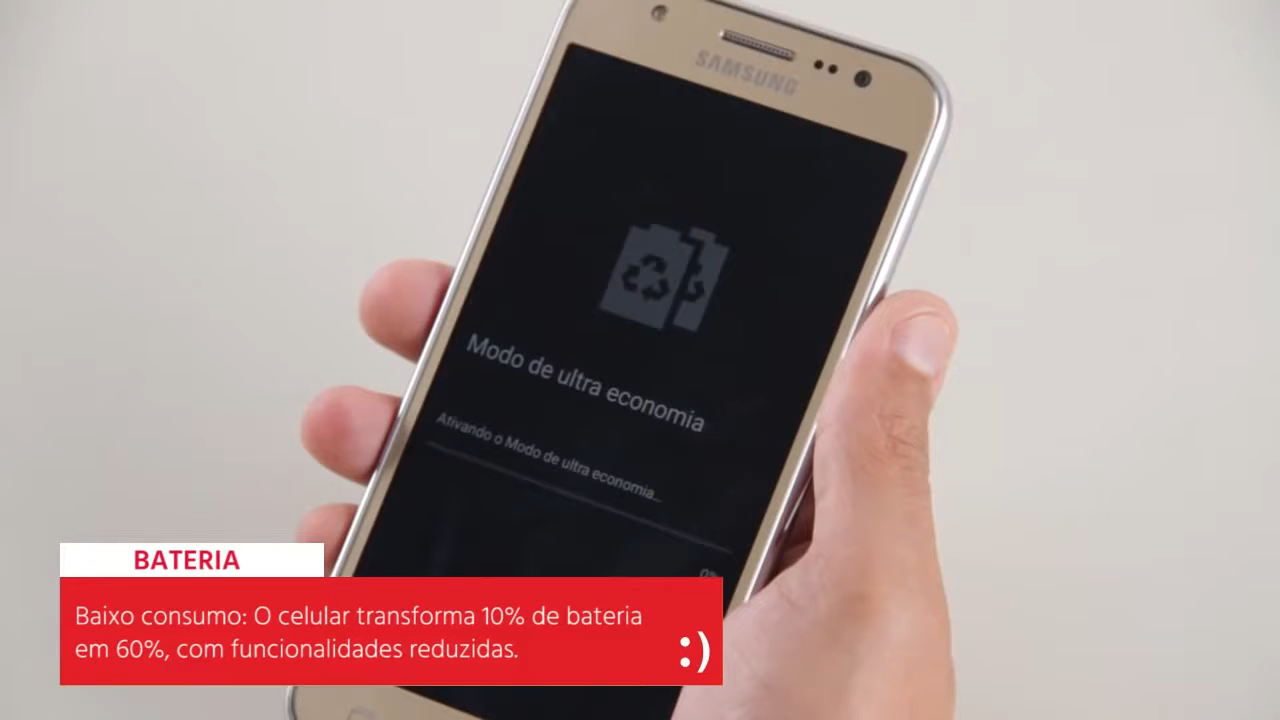 SAMSUNG
Modo de ultra economia
Ativando o Modo de ultra economia...
0%
BATERIA
Baixo consumo: O celular transforma 10% de bateria
em 60%, com funcionalidades reduzidas.
:)